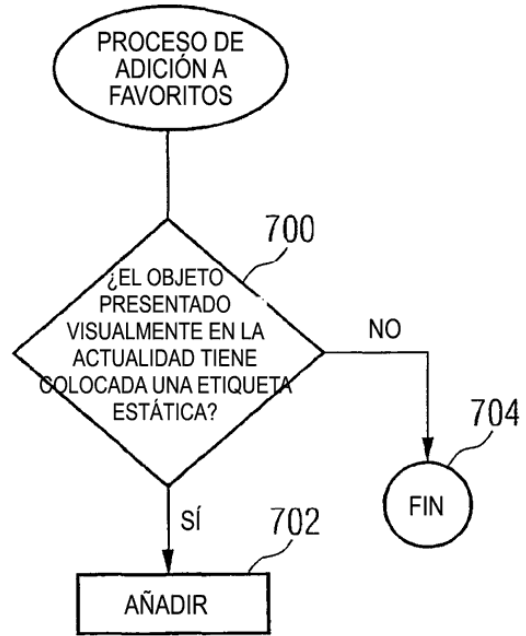 PROCESO DE
ADICIÓN A
FAVORITOS
700
¿EL OBJETO
PRESENTADO
VISUALMENTE EN LA
ACTUALIDAD TIENE
COLOCADA UNA ETIQUETA
ESTÁTICA?
NO
704
FIN
SÍ
702
AÑADIR